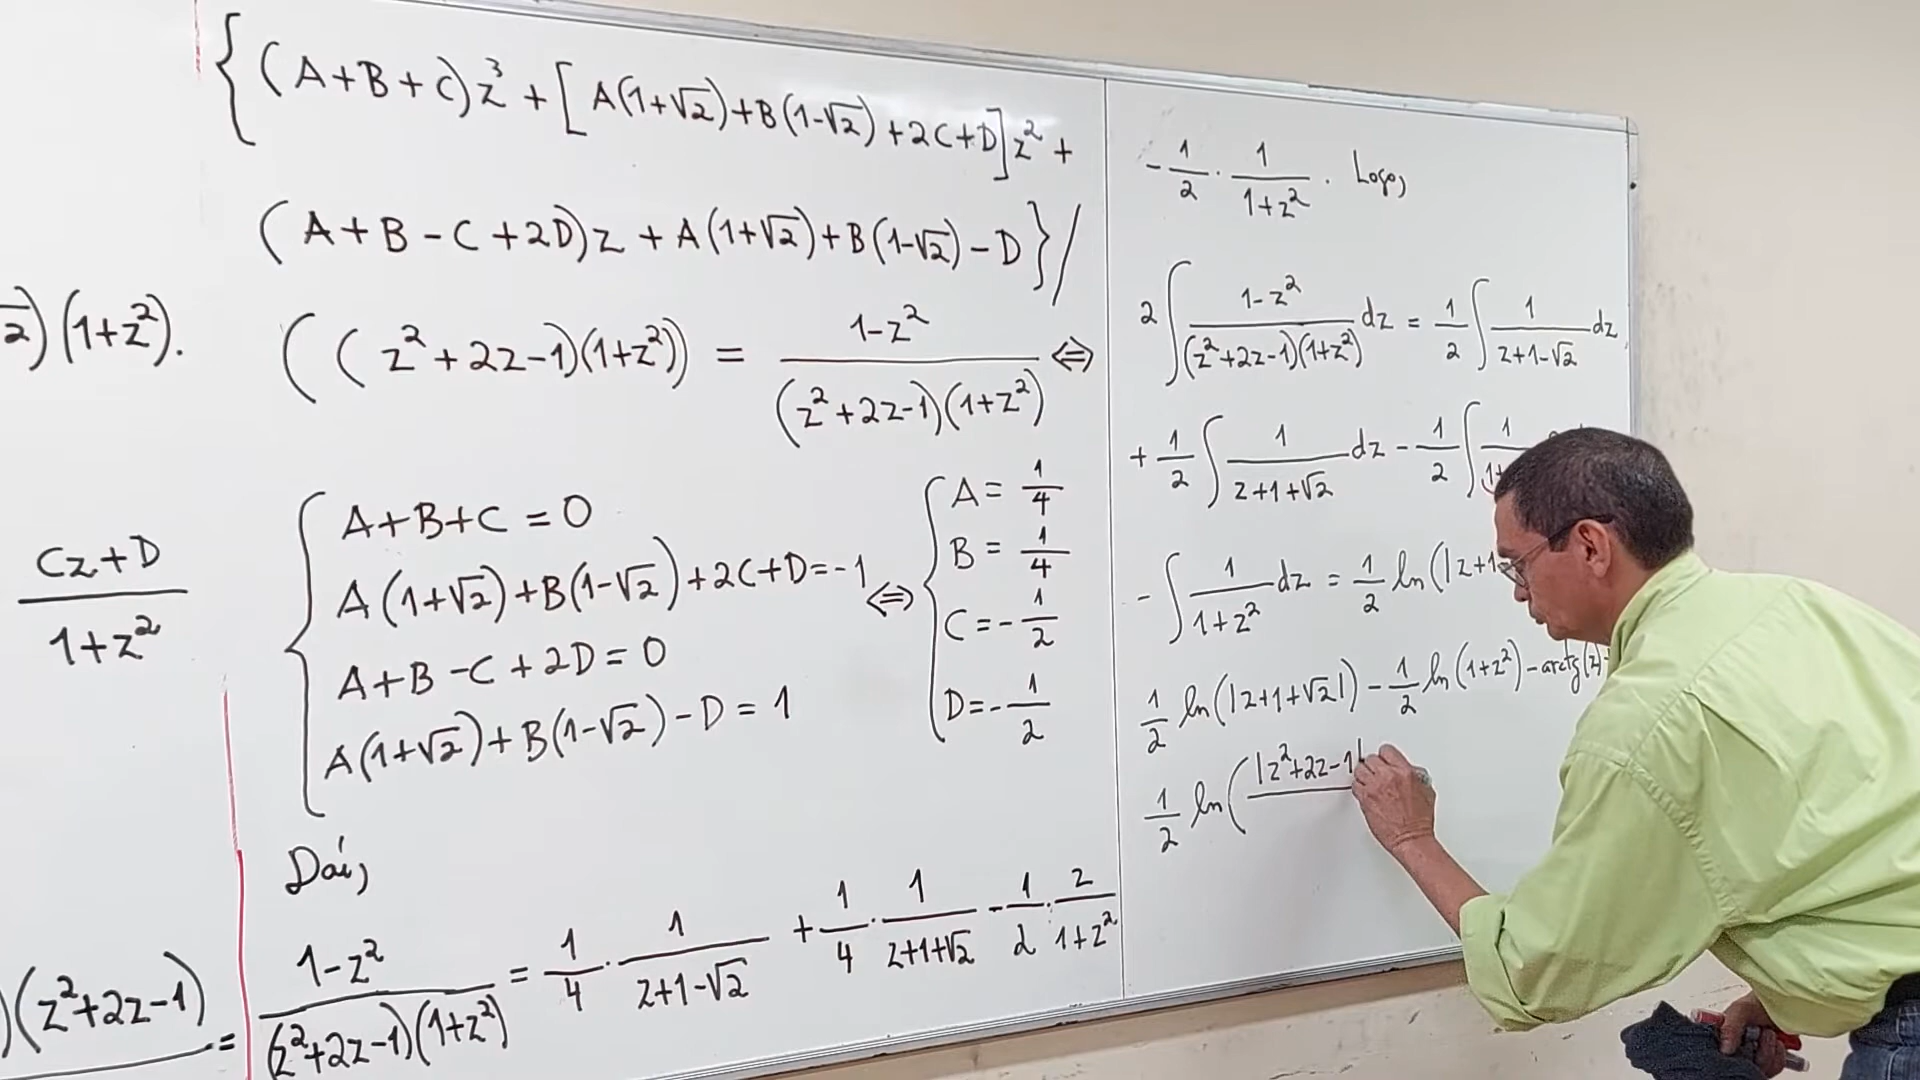 {(A+B+C)z³ + [A(1+√2)+B(1-√2)+2C+D]z² +
(A+B-C+2D)z + A(1+√2)+B(1-√2)-D}/
√2)(1+z²).
((z²+2z-1)(1+z²)) = (1-z²)/((z²+2z-1)(1+z²)) ⇔
(Cz+D)/(1+z²)
{ A+B+C=0
A(1+√2)+B(1-√2)+2C+D=-1 ⇔
A+B-C+2D=0
A(1+√2)+B(1-√2)-D=1
{ A=1/4
B=1/4
C=-1/2
D=-1/2
Daí,
)(z²+2z-1) =
(1-z²)/((z²+2z-1)(1+z²)) = 1/4 · 1/(z+1-√2) + 1/4 · 1/(z+1+√2) - 1/2 · z/(1+z²)
-1/2 · 1/(1+z²). Logo,
2∫(1-z²)/((z²+2z-1)(1+z²))dz = 1/2 ∫1/(z+1-√2)dz
+ 1/2 ∫1/(z+1+√2)dz - 1/2 ∫1/(1+
-∫1/(1+z²)dz = 1/2 ln(|z+1
1/2 ln(|z+1+√2|) - 1/2 ln(1+z²) - arctg(z)
1/2 ln(|z²+2z-1|